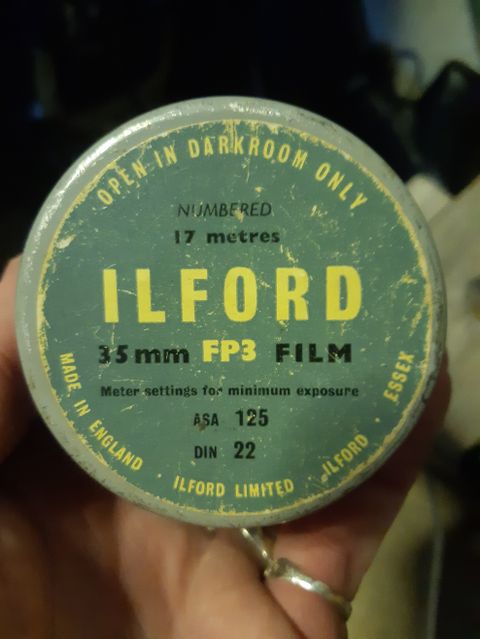 OPEN IN DARKROOM ONLY
NUMBERED
17 metres
ILFORD
35mm FP3 FILM
Meter settings for minimum exposure
ASA 125
DIN 22
MADE IN ENGLAND · ILFORD LIMITED · ILFORD · ESSEX